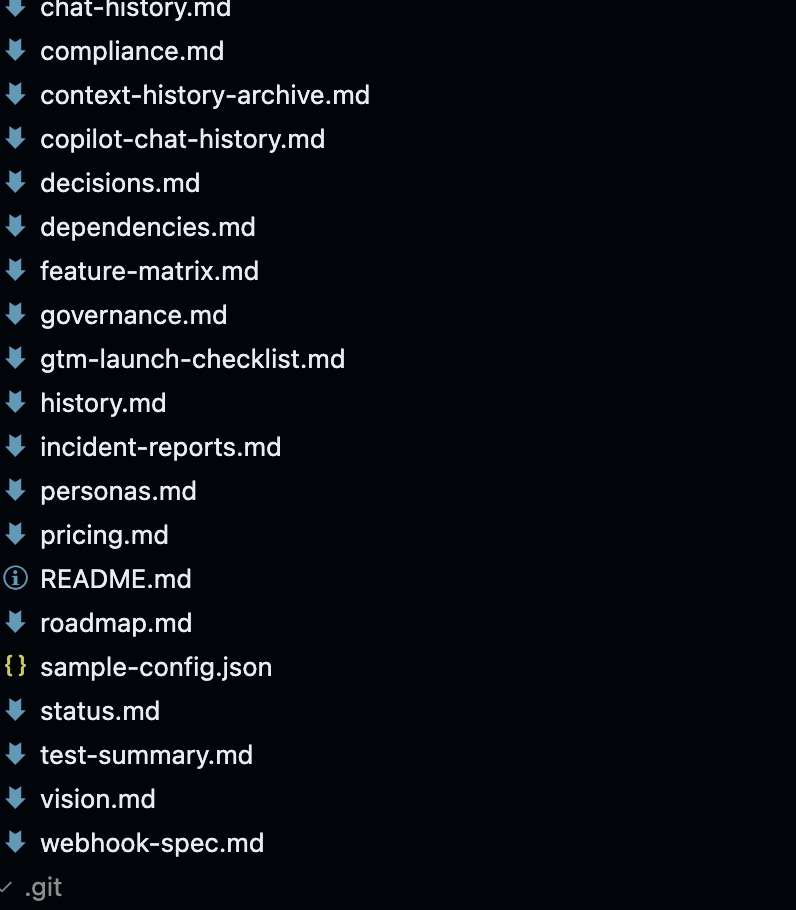 chat-history.md
compliance.md
context-history-archive.md
copilot-chat-history.md
decisions.md
dependencies.md
feature-matrix.md
governance.md
gtm-launch-checklist.md
history.md
incident-reports.md
personas.md
pricing.md
README.md
roadmap.md
sample-config.json
status.md
test-summary.md
vision.md
webhook-spec.md
.git